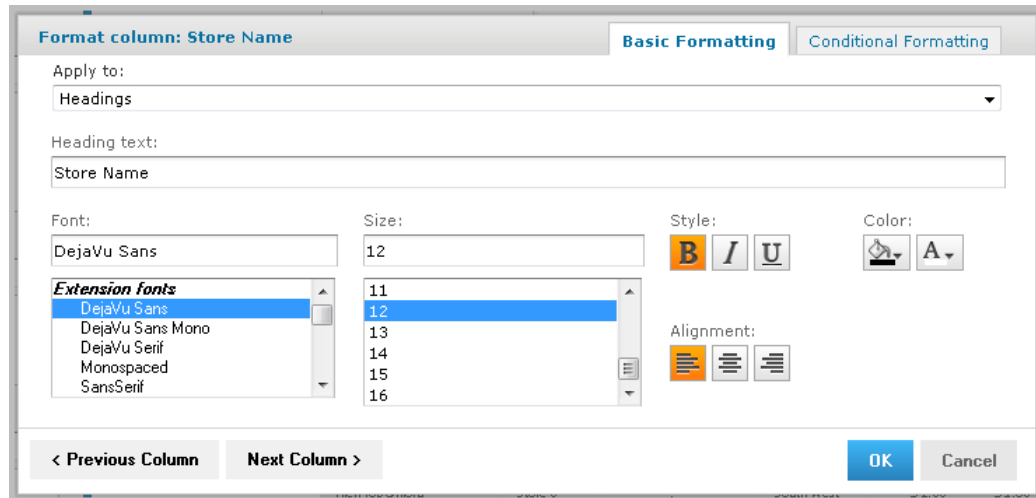 Format column: Store Name
Basic Formatting
Conditional Formatting
Apply to:
Headings
Heading text:
Store Name
Font:
Size:
Style:
Color:
DejaVu Sans
12
B I U
A
Extension fonts
DejaVu Sans
DejaVu Sans Mono
DejaVu Serif
Monospaced
SansSerif
11
12
13
14
15
16
Alignment:
< Previous Column
Next Column >
OK
Cancel